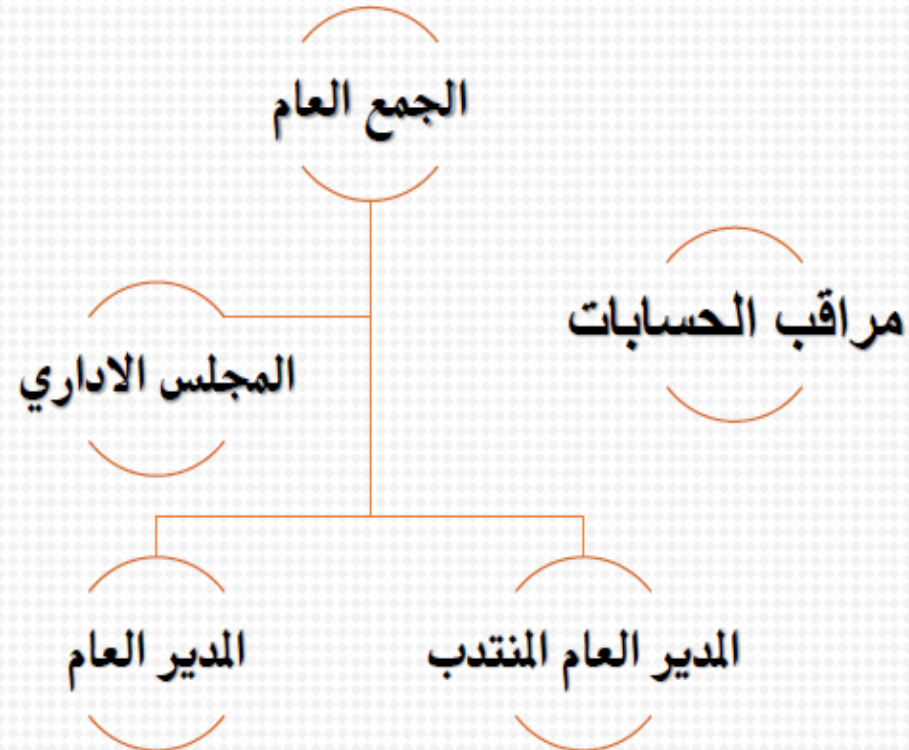 الجمع العام
مراقب الحسابات
المجلس الاداري
المدير العام المنتدب
المدير العام